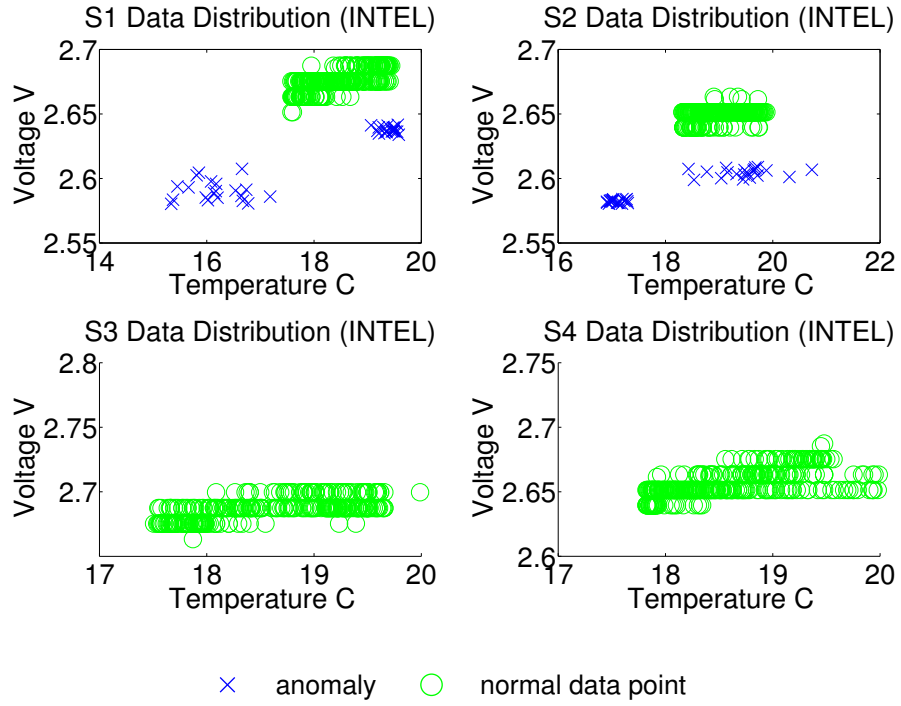 S1 Data Distribution (INTEL)
2.7
2.65
2.6
2.55
Voltage V
14 16 18 20
Temperature C
S2 Data Distribution (INTEL)
2.7
2.65
2.6
2.55
Voltage V
16 18 20 22
Temperature C
S3 Data Distribution (INTEL)
2.8
2.75
2.7
Voltage V
17 18 19 20
Temperature C
S4 Data Distribution (INTEL)
2.75
2.7
2.65
2.6
Voltage V
17 18 19 20
Temperature C
anomaly normal data point